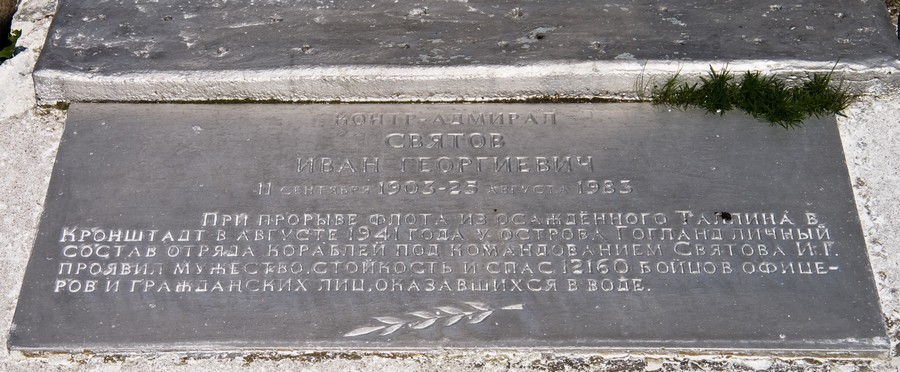 КОНТР-АДМИРАЛ
СВЯТОВ
ИВАН ГЕОРГИЕВИЧ
11 СЕНТЯБРЯ 1903-25 АВГУСТА 1983
ПРИ ПРОРЫВЕ ФЛОТА ИЗ ОСАЖДЁННОГО ТАЛЛИНА В
КРОНШТАДТ В АВГУСТЕ 1941 ГОДА У ОСТРОВА ГОГЛАНД ЛИЧНЫЙ
СОСТАВ ОТРЯДА КОРАБЛЕЙ ПОД КОМАНДОВАНИЕМ СВЯТОВА И.Г.
ПРОЯВИЛ МУЖЕСТВО, СТОЙКОСТЬ И СПАС 12160 БОЙЦОВ ОФИЦЕ-
РОВ И ГРАЖДАНСКИХ ЛИЦ, ОКАЗАВШИХСЯ В ВОДЕ.